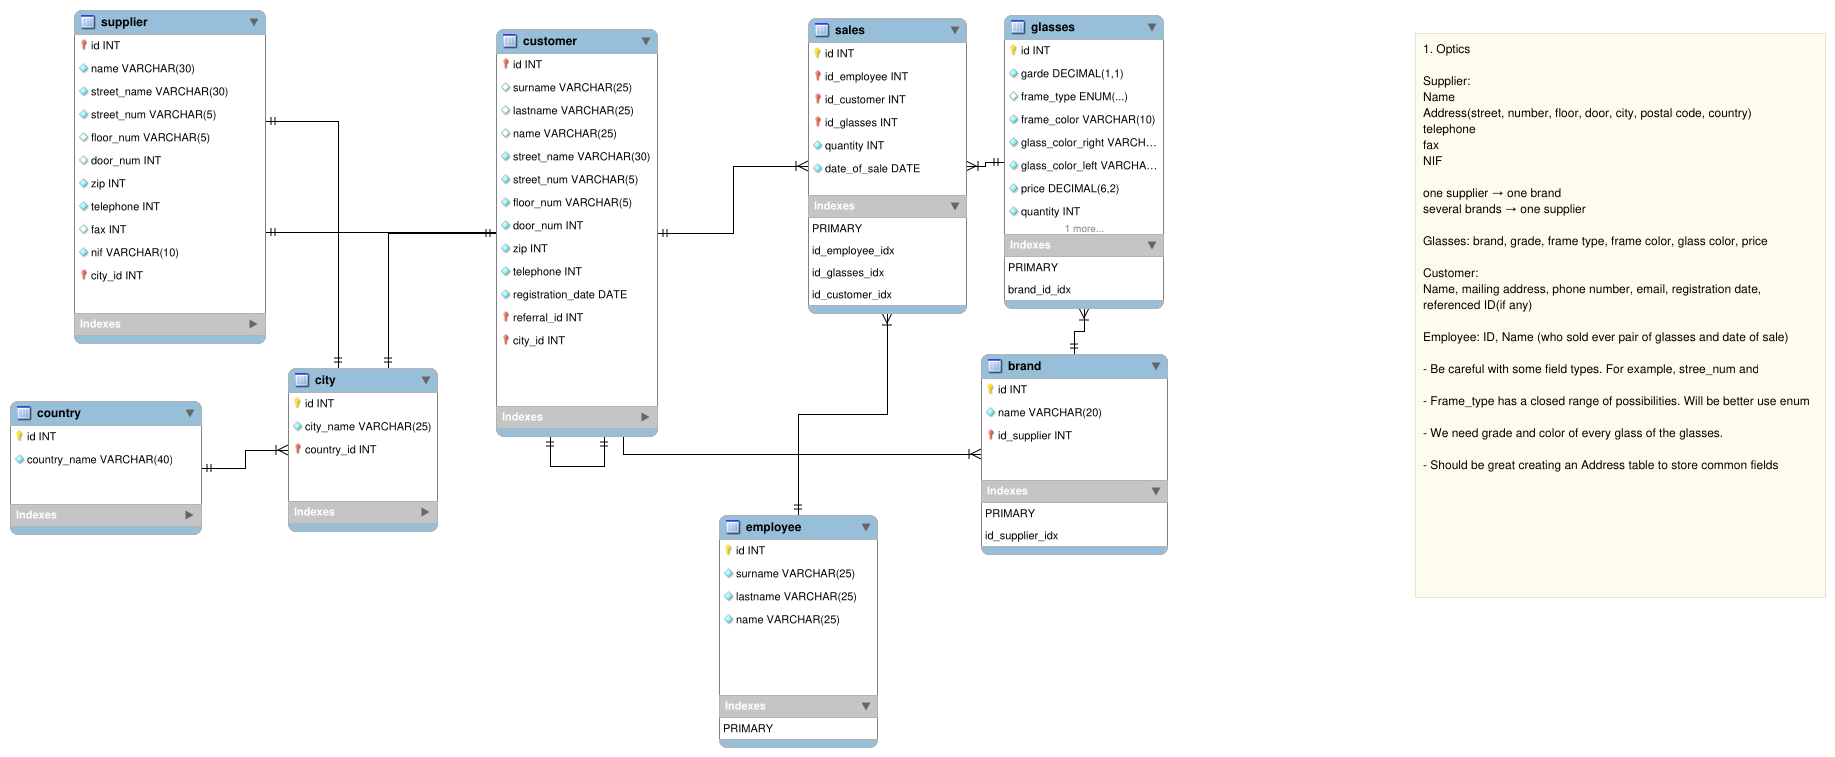 supplier
id INT
name VARCHAR(30)
street_name VARCHAR(30)
street_num VARCHAR(5)
floor_num VARCHAR(5)
door_num INT
zip INT
telephone INT
fax INT
nif VARCHAR(10)
city_id INT
Indexes
customer
id INT
surname VARCHAR(25)
lastname VARCHAR(25)
name VARCHAR(25)
street_name VARCHAR(30)
street_num VARCHAR(5)
floor_num VARCHAR(5)
door_num INT
zip INT
telephone INT
registration_date DATE
referral_id INT
city_id INT
Indexes
sales
id INT
id_employee INT
id_customer INT
id_glasses INT
quantity INT
date_of_sale DATE
Indexes
PRIMARY
id_employee_idx
id_glasses_idx
id_customer_idx
glasses
id INT
garde DECIMAL(1,1)
frame_type ENUM(...)
frame_color VARCHAR(10)
glass_color_right VARCH...
glass_color_left VARCHA...
price DECIMAL(6,2)
quantity INT
1 more...
Indexes
PRIMARY
brand_id_idx
country
id INT
country_name VARCHAR(40)
Indexes
city
id INT
city_name VARCHAR(25)
country_id INT
Indexes
brand
id INT
name VARCHAR(20)
id_supplier INT
Indexes
PRIMARY
id_supplier_idx
employee
id INT
surname VARCHAR(25)
lastname VARCHAR(25)
name VARCHAR(25)
Indexes
PRIMARY
1. Optics
Supplier:
Name
Address(street, number, floor, door, city, postal code, country)
telephone
fax
NIF
one supplier → one brand
several brands → one supplier
Glasses: brand, grade, frame type, frame color, glass color, price
Customer:
Name, mailing address, phone number, email, registration date,
referenced ID(if any)
Employee: ID, Name (who sold ever pair of glasses and date of sale)
- Be careful with some field types. For example, stree_num and
- Frame_type has a closed range of possibilities. Will be better use enum
- We need grade and color of every glass of the glasses.
- Should be great creating an Address table to store common fields